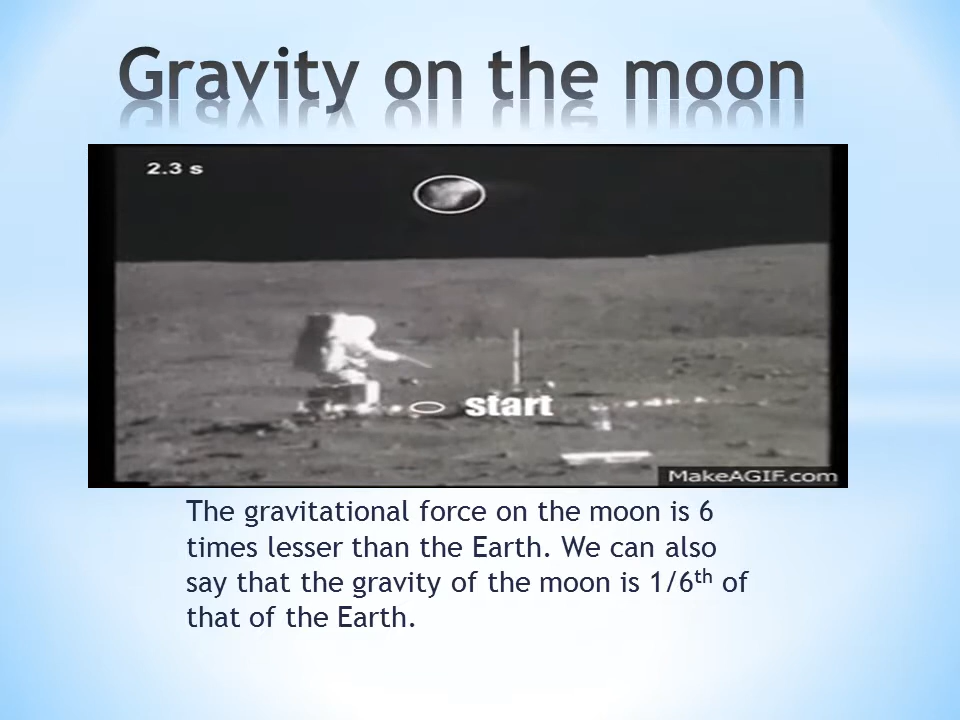 Gravity on the moon
2.3 s
start
MakeAGIF.com
The gravitational force on the moon is 6
times lesser than the Earth. We can also
say that the gravity of the moon is 1/6th of
that of the Earth.